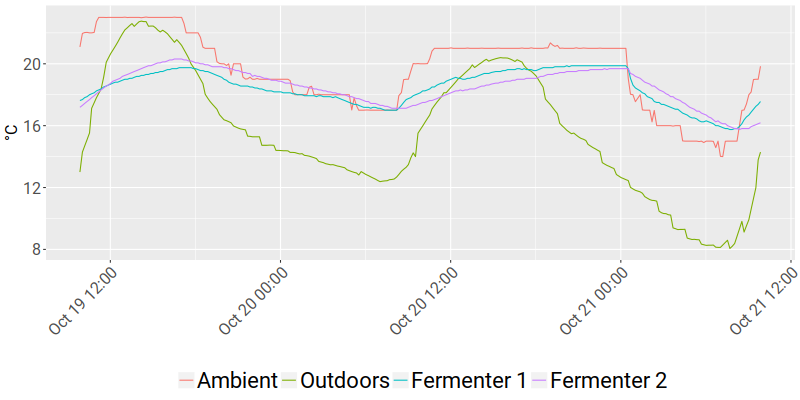 °C
20
16
12
8
Oct 19 12:00
Oct 20 00:00
Oct 20 12:00
Oct 21 00:00
Oct 21 12:00
Ambient Outdoors Fermenter 1 Fermenter 2